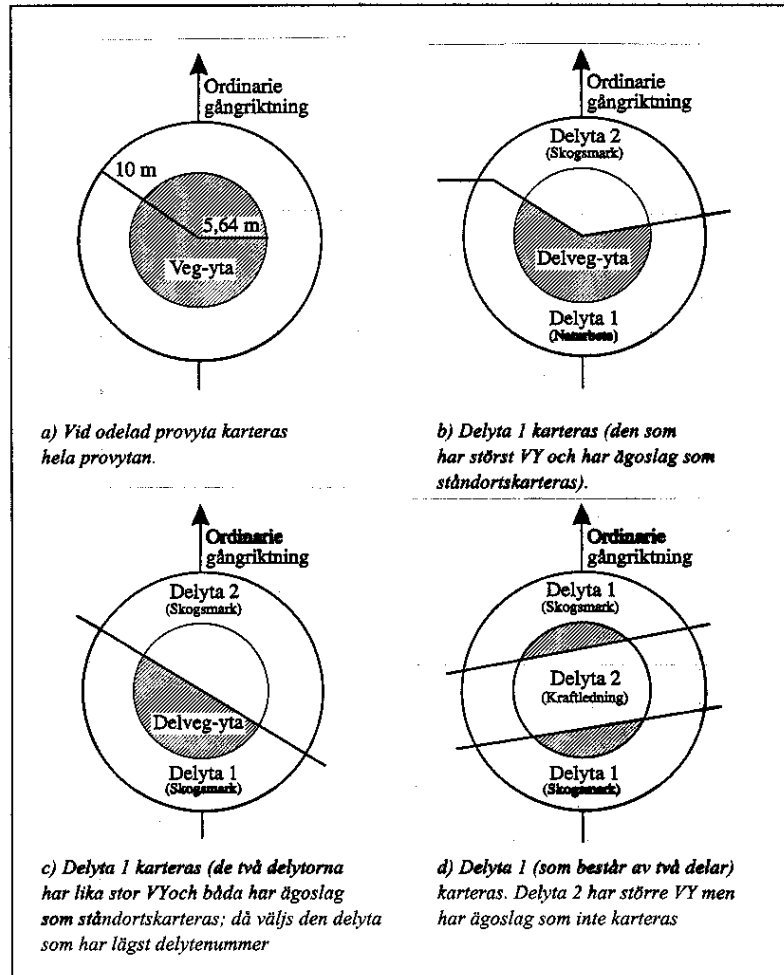 Ordinarie
gångriktning
10 m
5,64 m
Veg-yta
a) Vid odelad provyta karteras
hela provytan.
Ordinarie
gångriktning
Delyta 2
(Skogsmark)
Delveg-yta
Delyta 1
(Naturbete)
b) Delyta 1 karteras (den som
har störst VY och har ägoslag som
ståndortskarteras).
Ordinarie
gångriktning
Delyta 2
(Skogsmark)
Delveg-yta
Delyta 1
(Skogsmark)
c) Delyta 1 karteras (de två delytorna
har lika stor VYoch båda har ägoslag
som ståndortskarteras; då väljs den delyta
som har lägst delytenummer
Ordinarie
gångriktning
Delyta 1
(Skogsmark)
Delyta 2
(Kraftledning)
Delyta 1
(Skogsmark)
d) Delyta 1 (som består av två delar)
karteras. Delyta 2 har större VY men
har ägoslag som inte karteras